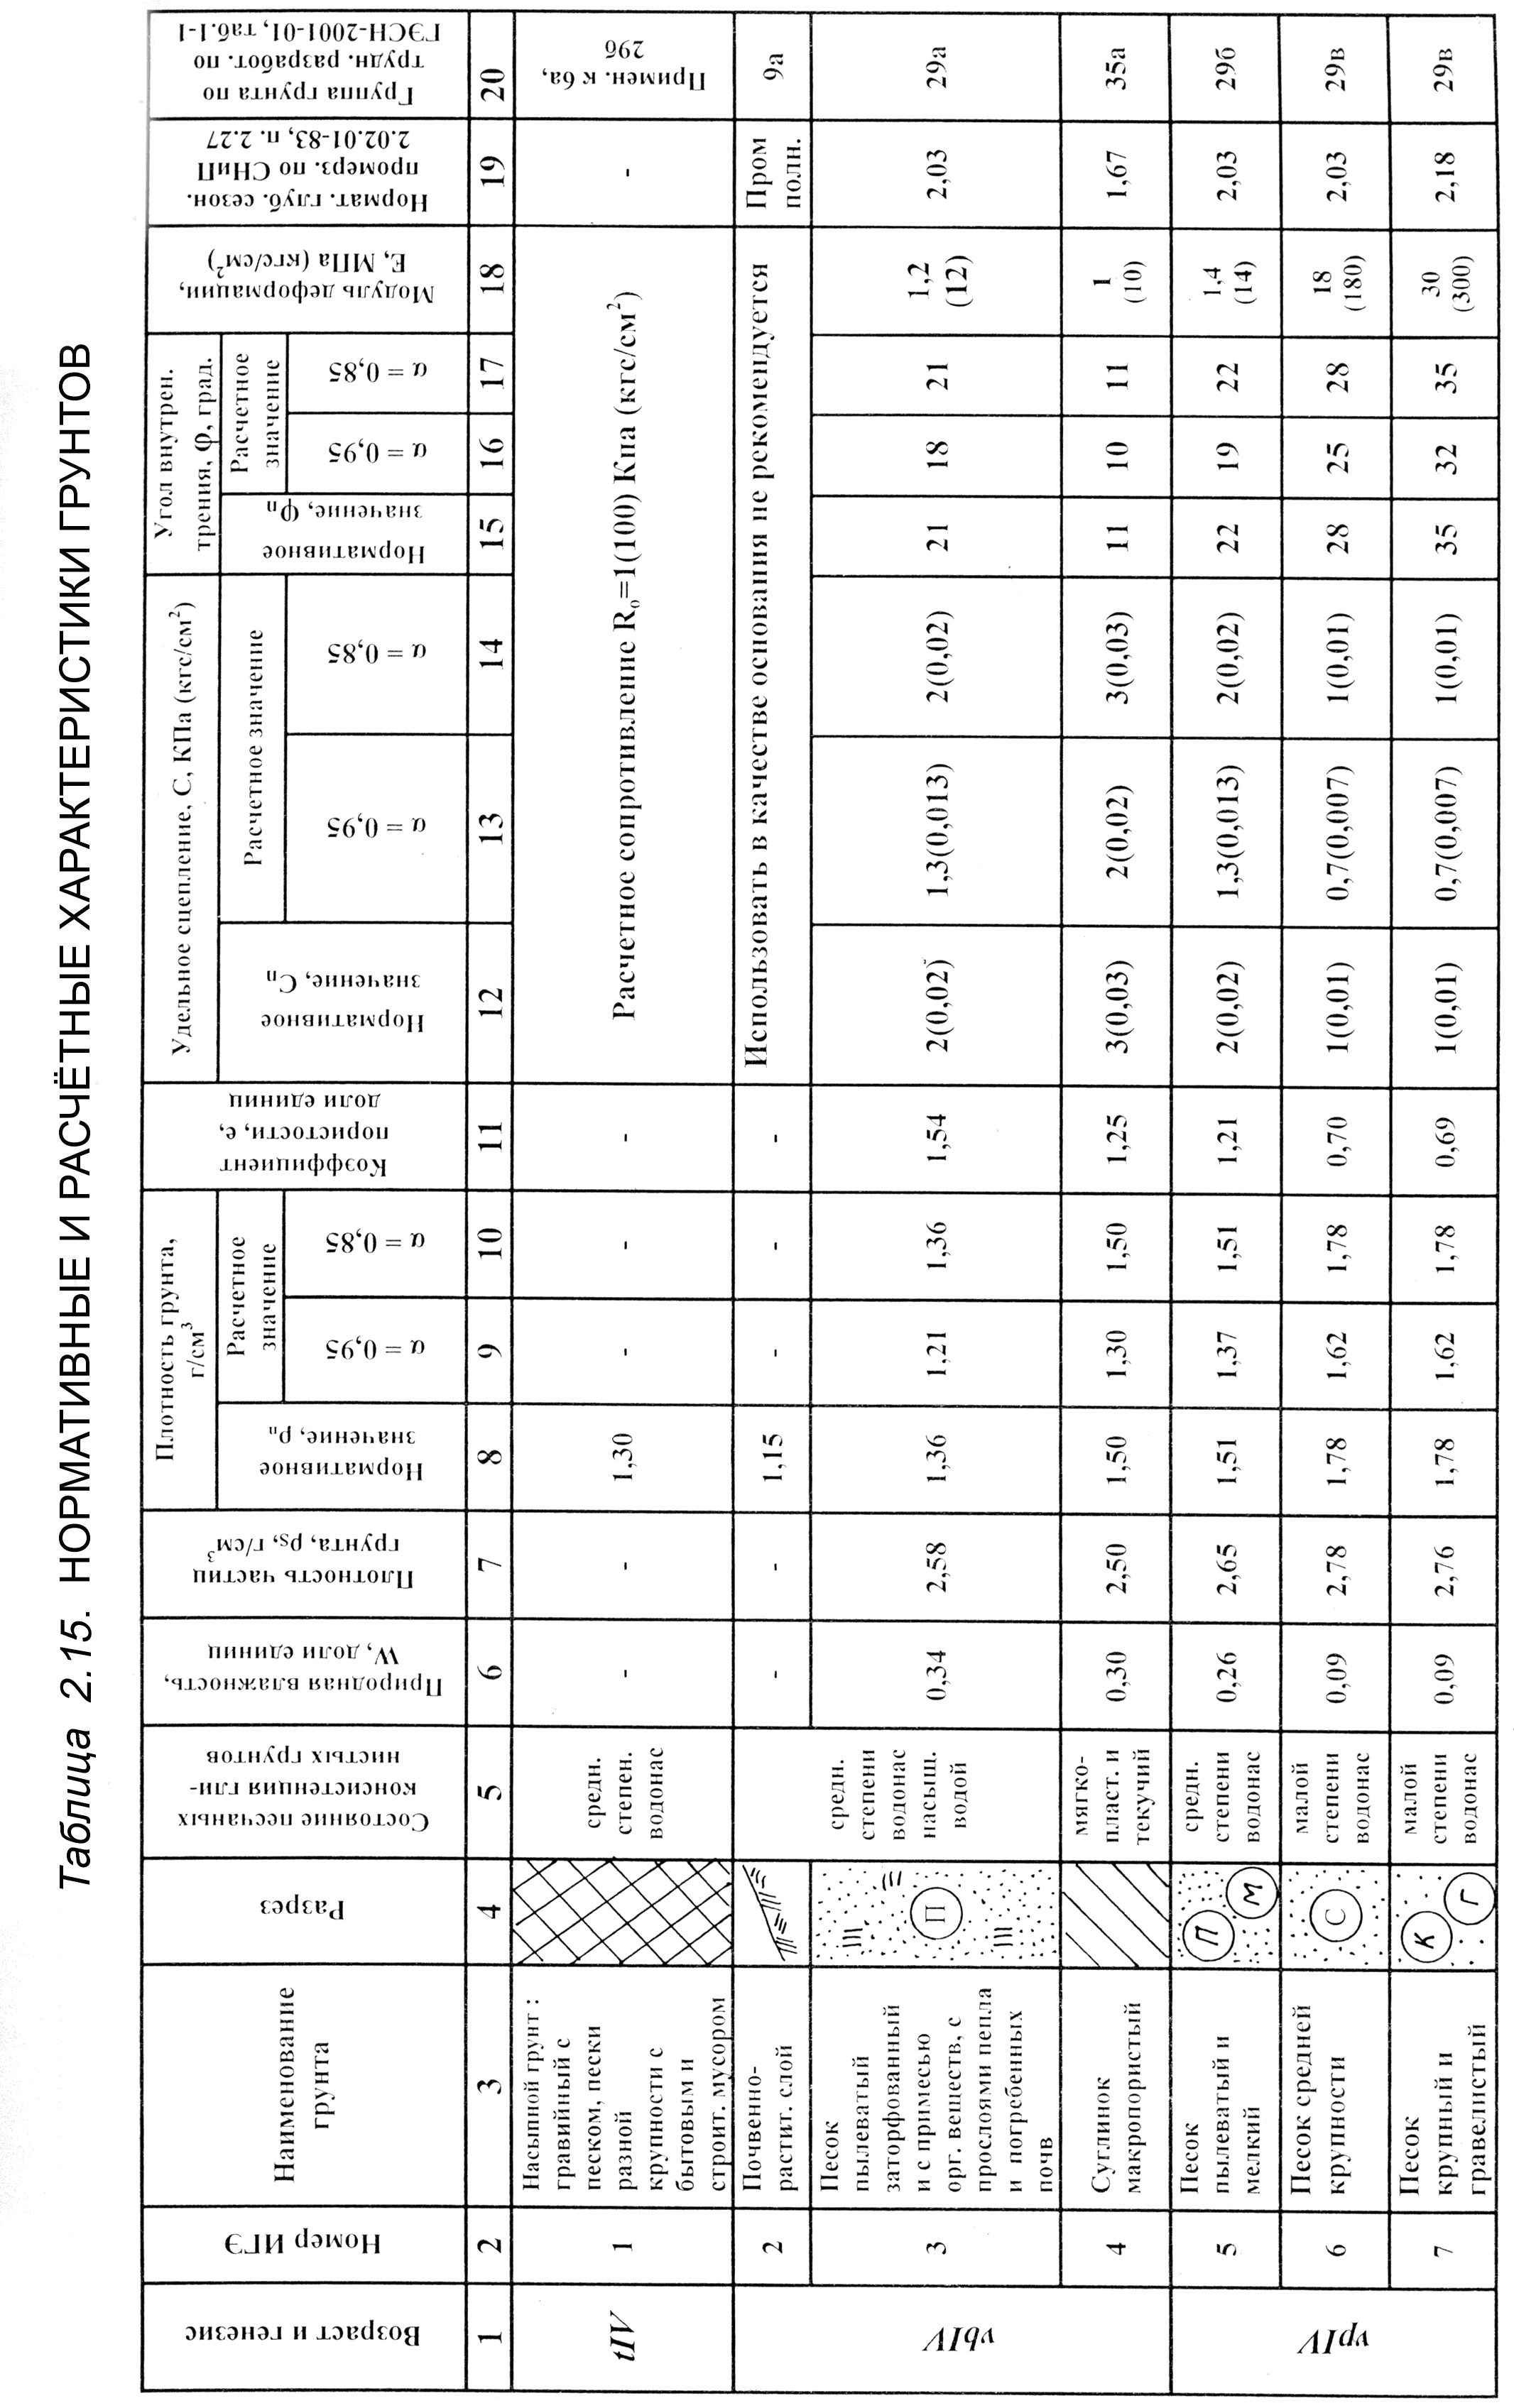 Таблица 2.15. НОРМАТИВНЫЕ И РАСЧЁТНЫЕ ХАРАКТЕРИСТИКИ ГРУНТОВ
Возраст и генезис
Номер ИГЭ
Наименование
грунта
Разрез
Состояние песчаных
консистенция гли-
нистых грунтов
Природная влажность,
W, доли единиц
Плотность частиц
грунта, ρs, г/см³
Плотность грунта,
г/см³
Нормативное
значение, ρп
Расчетное
значение
α = 0,95
α = 0,85
Коэффициент
пористости, е,
доли единиц
Удельное сцепление, С, КПа (кгс/см²)
Нормативное
значение, Сп
Расчетное значение
α = 0,95
α = 0,85
Угол внутрен.
трения, φ, град.
Нормативное
значение, φп
Расчетное
значение
α = 0,95
α = 0,85
Модуль деформации,
Е, МПа (кгс/см²)
Нормат. глуб. сезон.
промерз. по СНиП
2.02.01-83, п. 2.27
Группа грунта по
трудн. разработ. по
ГЭСН-2001-01, таб.1-1
1 2 3 4 5 6 7 8 9 10 11 12 13 14 15 16 17 18 19 20
tIV
1
Насыпной грунт :
гравийный с
песком, пески
разной
крупности с
бытовым и
строит. мусором
средн.
степен.
водонас
- - 1,30 - - -
Расчетное сопротивление R₀=1(100) Кпа (кгс/см²)
-
Примен. к 6а,
29б
vbIV
2
Почвенно-
растит. слой
- - 1,15 - - -
Использовать в качестве основания не рекомендуется
Пром
полн.
9а
3
Песок
пылеватый
заторфованный
и с примесью
орг. веществ, с
прослоями пепла
и погребенных
почв
П
средн.
степени
водонас
насыщ.
водой
0,34 2,58 1,36 1,21 1,36 1,54 2(0,02) 1,3(0,013) 2(0,02) 21 18 21
1,2
(12)
2,03 29а
4
Суглинок
макропористый
мягко-
пласт. и
текучий
0,30 2,50 1,50 1,30 1,50 1,25 3(0,03) 2(0,02) 3(0,03) 11 10 11
1
(10)
1,67 35а
vpIV
5
Песок
пылеватый и
мелкий
П
М
средн.
степени
водонас
0,26 2,65 1,51 1,37 1,51 1,21 2(0,02) 1,3(0,013) 2(0,02) 22 19 22
1,4
(14)
2,03 29б
6
Песок средней
крупности
С
малой
степени
водонас
0,09 2,78 1,78 1,62 1,78 0,70 1(0,01) 0,7(0,007) 1(0,01) 28 25 28
18
(180)
2,03 29в
7
Песок
крупный и
гравелистый
К
Г
малой
степени
водонас
0,09 2,76 1,78 1,62 1,78 0,69 1(0,01) 0,7(0,007) 1(0,01) 35 32 35
30
(300)
2,18 29в